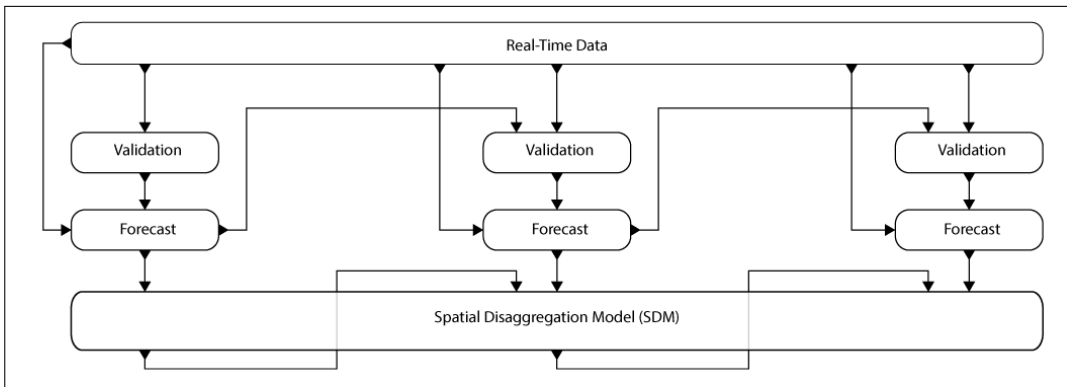 Real-Time Data
Validation
Validation
Validation
Forecast
Forecast
Forecast
Spatial Disaggregation Model (SDM)